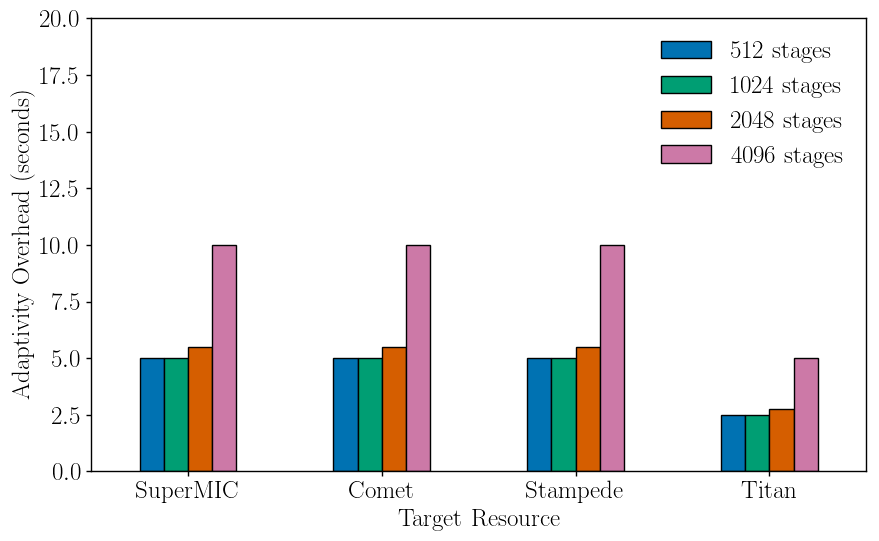 20.0
17.5
15.0
12.5
10.0
7.5
5.0
2.5
0.0
Adaptivity Overhead (seconds)
512 stages
1024 stages
2048 stages
4096 stages
SuperMIC Comet Stampede Titan
Target Resource